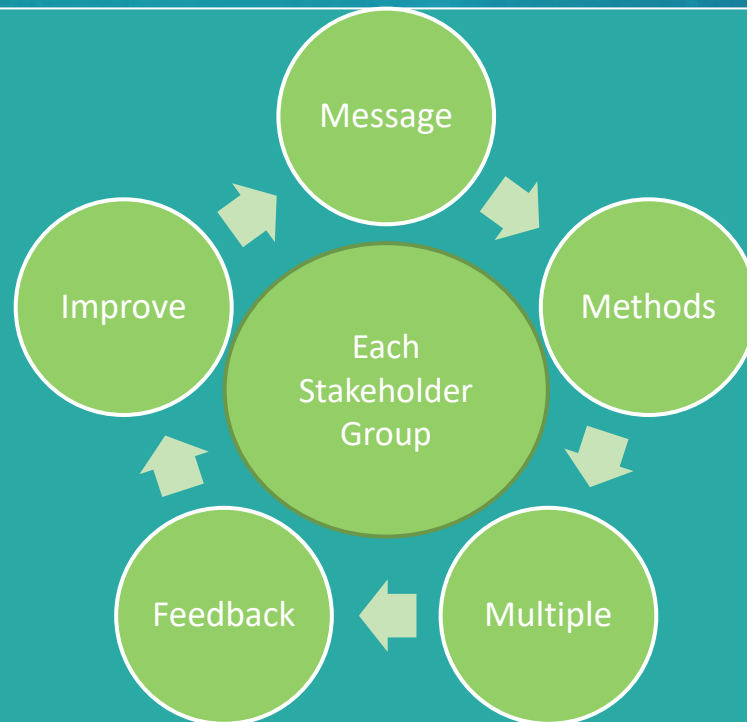 Message
Methods
Multiple
Feedback
Improve
Each
Stakeholder
Group